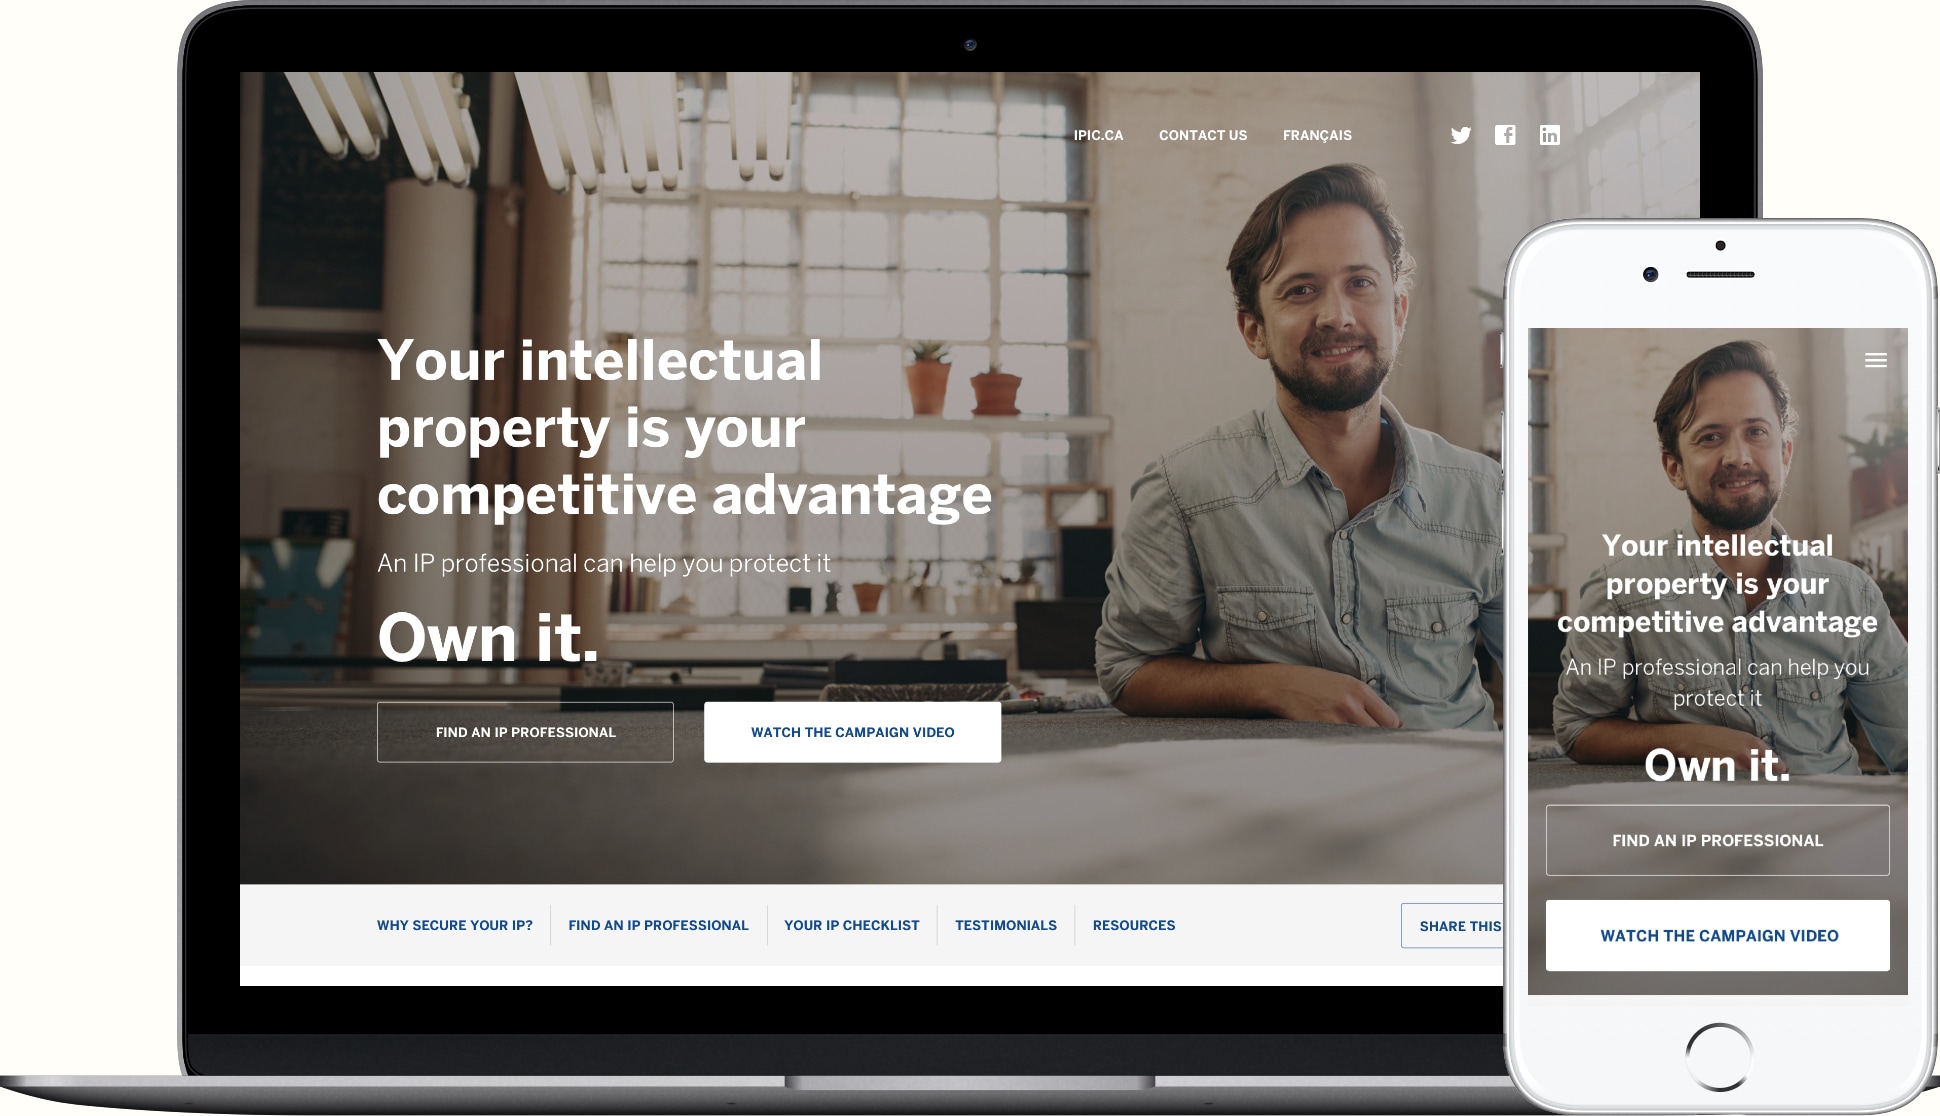 IPIC.CA
CONTACT US
FRANÇAIS
Your intellectual
property is your
competitive advantage
An IP professional can help you protect it
Own it.
FIND AN IP PROFESSIONAL
WATCH THE CAMPAIGN VIDEO
WHY SECURE YOUR IP?
FIND AN IP PROFESSIONAL
YOUR IP CHECKLIST
TESTIMONIALS
RESOURCES
SHARE THIS
Your intellectual
property is your
competitive advantage
An IP professional can help you
protect it
Own it.
FIND AN IP PROFESSIONAL
WATCH THE CAMPAIGN VIDEO